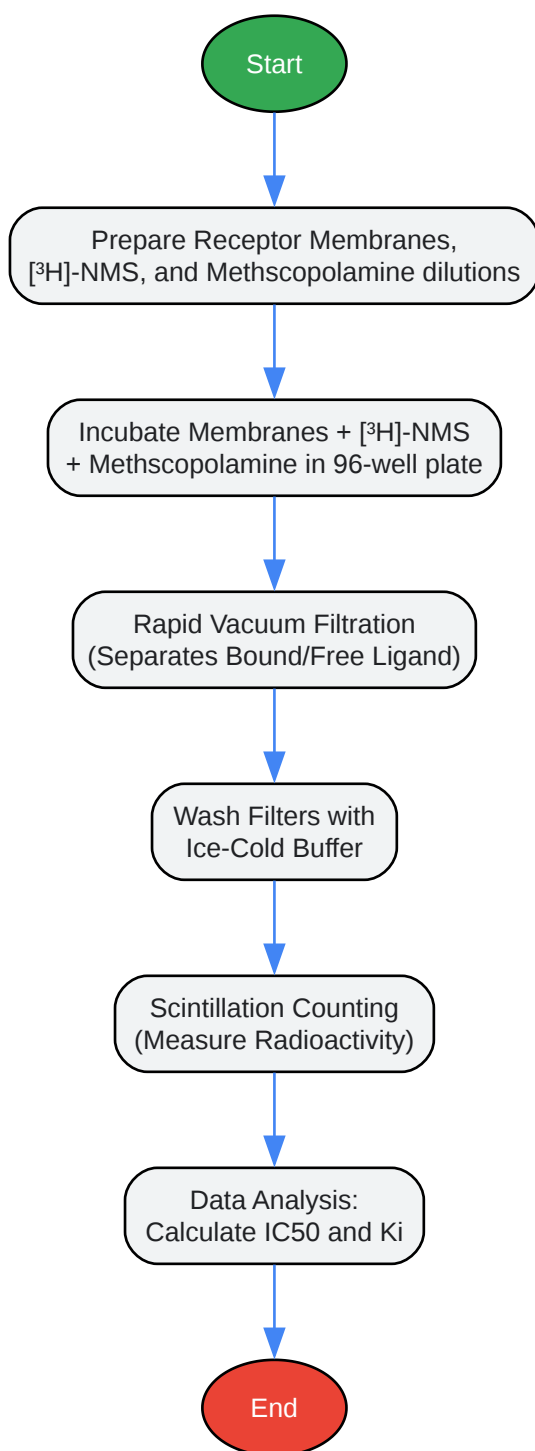 Start
Prepare Receptor Membranes,
[³H]-NMS, and Methscopolamine dilutions
Incubate Membranes + [³H]-NMS
+ Methscopolamine in 96-well plate
Rapid Vacuum Filtration
(Separates Bound/Free Ligand)
Wash Filters with
Ice-Cold Buffer
Scintillation Counting
(Measure Radioactivity)
Data Analysis:
Calculate IC50 and Ki
End